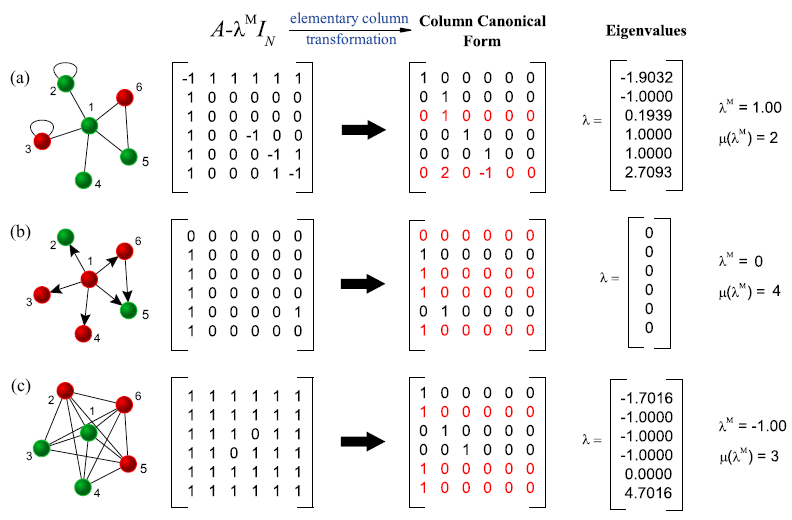 A-λᴹI_N elementary column transformation Column Canonical Form Eigenvalues
(a)
1 2 3 4 5 6
-1 1 1 1 1 1
1 0 0 0 0 0
1 0 0 0 0 0
1 0 0 -1 0 0
1 0 0 0 -1 1
1 0 0 0 1 -1
1 0 0 0 0 0
0 1 0 0 0 0
0 1 0 0 0 0
0 0 1 0 0 0
0 0 0 1 0 0
0 2 0 -1 0 0
λ =
-1.9032
-1.0000
0.1939
1.0000
1.0000
2.7093
λᴹ = 1.00
μ(λᴹ) = 2
(b)
1 2 3 4 5 6
0 0 0 0 0 0
1 0 0 0 0 0
1 0 0 0 0 0
1 0 0 0 0 0
1 0 0 0 0 1
1 0 0 0 0 0
0 0 0 0 0 0
1 0 0 0 0 0
1 0 0 0 0 0
1 0 0 0 0 0
0 1 0 0 0 0
1 0 0 0 0 0
λ =
0
0
0
0
0
0
λᴹ = 0
μ(λᴹ) = 4
(c)
1 2 3 4 5 6
1 1 1 1 1 1
1 1 1 1 1 1
1 1 1 0 1 1
1 1 0 1 1 1
1 1 1 1 1 1
1 1 1 1 1 1
1 0 0 0 0 0
1 0 0 0 0 0
0 1 0 0 0 0
0 0 1 0 0 0
1 0 0 0 0 0
1 0 0 0 0 0
λ =
-1.7016
-1.0000
-1.0000
-1.0000
0.0000
4.7016
λᴹ = -1.00
μ(λᴹ) = 3